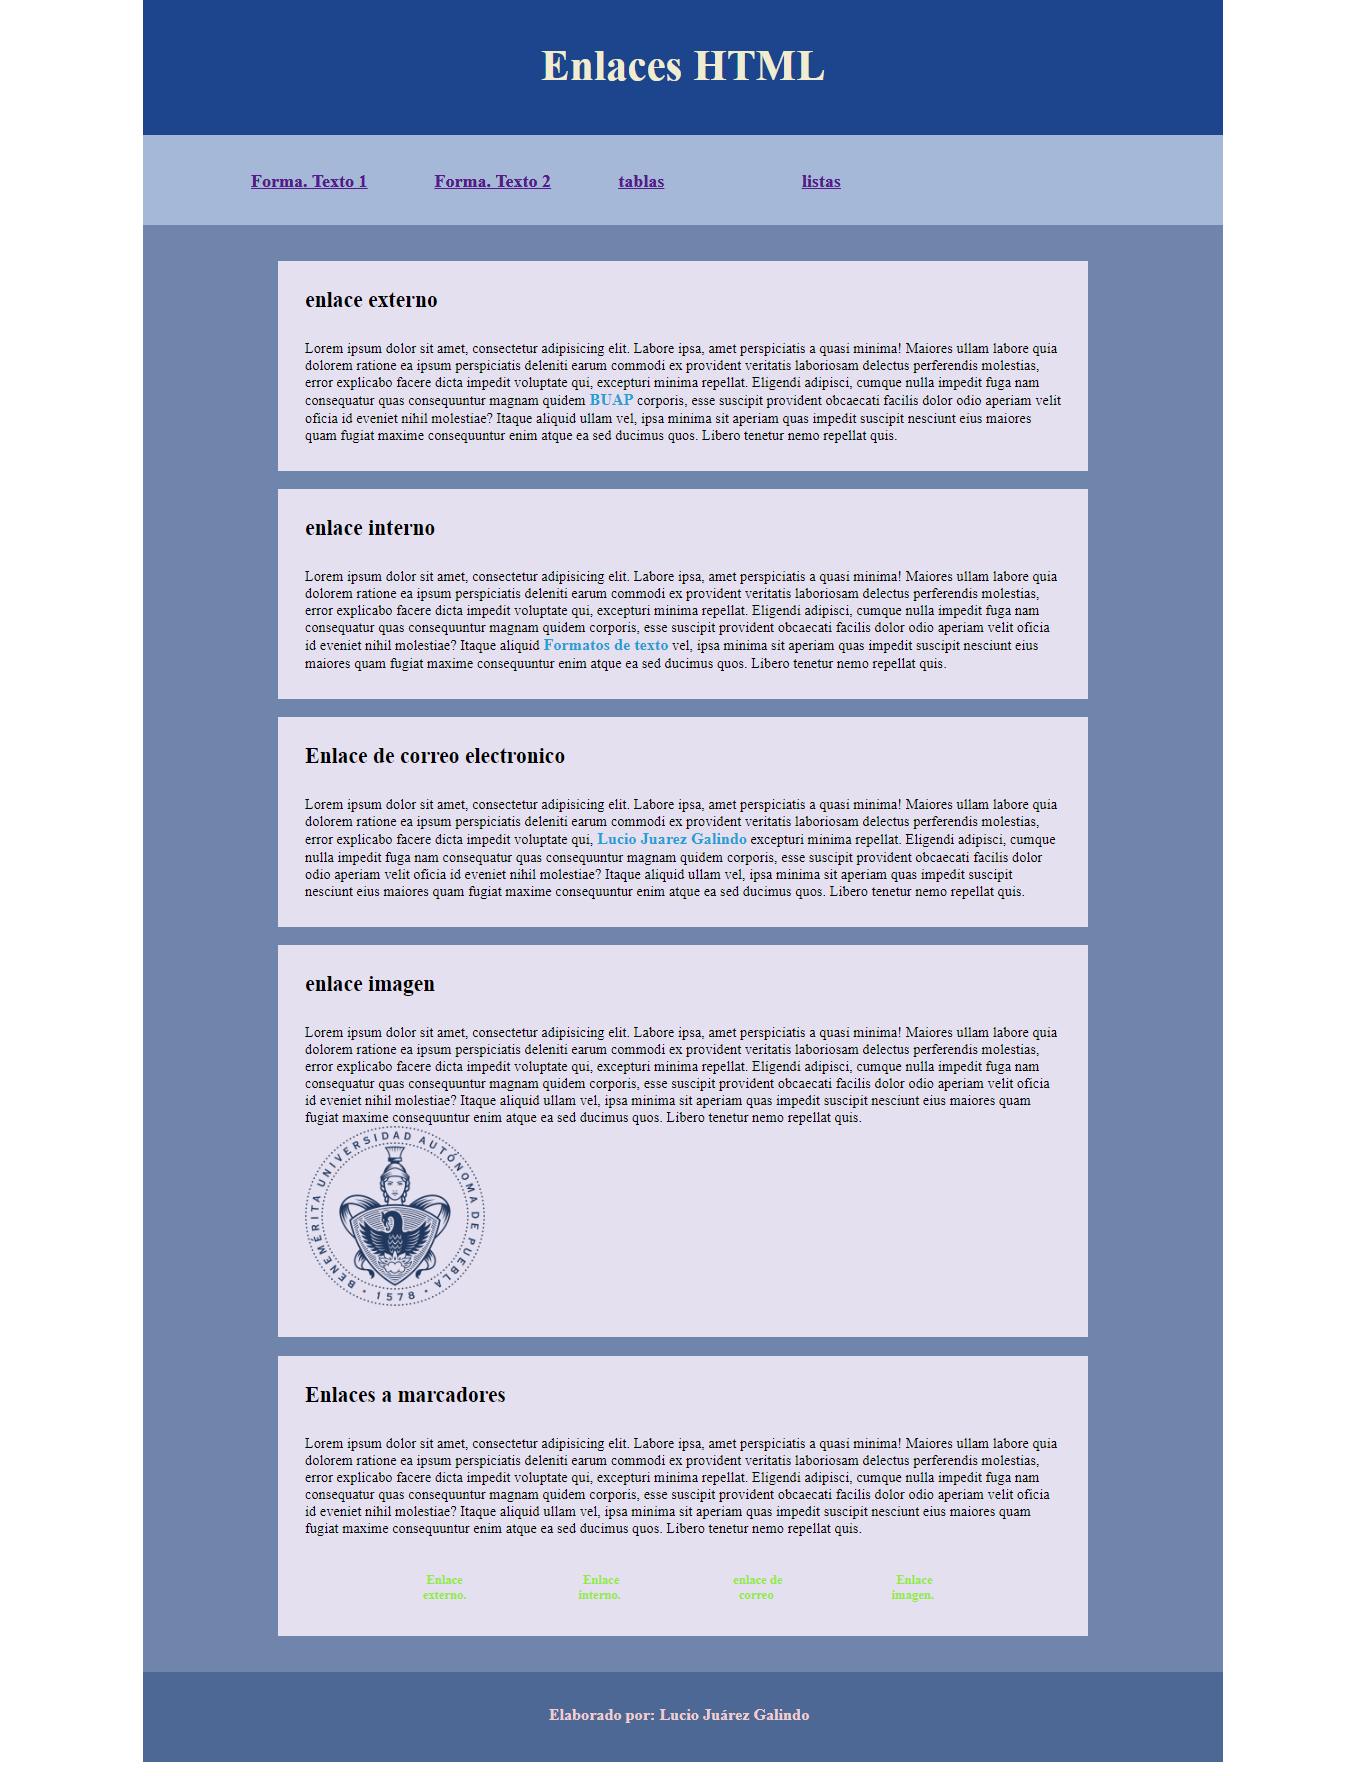 Enlaces HTML
Forma. Texto 1 Forma. Texto 2 tablas listas
enlace externo
Lorem ipsum dolor sit amet, consectetur adipisicing elit. Labore ipsa, amet perspiciatis a quasi minima! Maiores ullam labore quia
dolorem ratione ea ipsum perspiciatis deleniti earum commodi ex provident veritatis laboriosam delectus perferendis molestias,
error explicabo facere dicta impedit voluptate qui, excepturi minima repellat. Eligendi adipisci, cumque nulla impedit fuga nam
consequatur quas consequuntur magnam quidem BUAP corporis, esse suscipit provident obcaecati facilis dolor odio aperiam velit
oficia id eveniet nihil molestiae? Itaque aliquid ullam vel, ipsa minima sit aperiam quas impedit suscipit nesciunt eius maiores
quam fugiat maxime consequuntur enim atque ea sed ducimus quos. Libero tenetur nemo repellat quis.
enlace interno
Lorem ipsum dolor sit amet, consectetur adipisicing elit. Labore ipsa, amet perspiciatis a quasi minima! Maiores ullam labore quia
dolorem ratione ea ipsum perspiciatis deleniti earum commodi ex provident veritatis laboriosam delectus perferendis molestias,
error explicabo facere dicta impedit voluptate qui, excepturi minima repellat. Eligendi adipisci, cumque nulla impedit fuga nam
consequatur quas consequuntur magnam quidem corporis, esse suscipit provident obcaecati facilis dolor odio aperiam velit oficia
id eveniet nihil molestiae? Itaque aliquid Formatos de texto vel, ipsa minima sit aperiam quas impedit suscipit nesciunt eius
maiores quam fugiat maxime consequuntur enim atque ea sed ducimus quos. Libero tenetur nemo repellat quis.
Enlace de correo electronico
Lorem ipsum dolor sit amet, consectetur adipisicing elit. Labore ipsa, amet perspiciatis a quasi minima! Maiores ullam labore quia
dolorem ratione ea ipsum perspiciatis deleniti earum commodi ex provident veritatis laboriosam delectus perferendis molestias,
error explicabo facere dicta impedit voluptate qui, Lucio Juarez Galindo excepturi minima repellat. Eligendi adipisci, cumque
nulla impedit fuga nam consequatur quas consequuntur magnam quidem corporis, esse suscipit provident obcaecati facilis dolor
odio aperiam velit oficia id eveniet nihil molestiae? Itaque aliquid ullam vel, ipsa minima sit aperiam quas impedit suscipit
nesciunt eius maiores quam fugiat maxime consequuntur enim atque ea sed ducimus quos. Libero tenetur nemo repellat quis.
enlace imagen
Lorem ipsum dolor sit amet, consectetur adipisicing elit. Labore ipsa, amet perspiciatis a quasi minima! Maiores ullam labore quia
dolorem ratione ea ipsum perspiciatis deleniti earum commodi ex provident veritatis laboriosam delectus perferendis molestias,
error explicabo facere dicta impedit voluptate qui, excepturi minima repellat. Eligendi adipisci, cumque nulla impedit fuga nam
consequatur quas consequuntur magnam quidem corporis, esse suscipit provident obcaecati facilis dolor odio aperiam velit oficia
id eveniet nihil molestiae? Itaque aliquid ullam vel, ipsa minima sit aperiam quas impedit suscipit nesciunt eius maiores quam
fugiat maxime consequuntur enim atque ea sed ducimus quos. Libero tenetur nemo repellat quis.
BENEMÉRITA UNIVERSIDAD AUTÓNOMA DE PUEBLA
• 1578 •
Enlaces a marcadores
Lorem ipsum dolor sit amet, consectetur adipisicing elit. Labore ipsa, amet perspiciatis a quasi minima! Maiores ullam labore quia
dolorem ratione ea ipsum perspiciatis deleniti earum commodi ex provident veritatis laboriosam delectus perferendis molestias,
error explicabo facere dicta impedit voluptate qui, excepturi minima repellat. Eligendi adipisci, cumque nulla impedit fuga nam
consequatur quas consequuntur magnam quidem corporis, esse suscipit provident obcaecati facilis dolor odio aperiam velit oficia
id eveniet nihil molestiae? Itaque aliquid ullam vel, ipsa minima sit aperiam quas impedit suscipit nesciunt eius maiores quam
fugiat maxime consequuntur enim atque ea sed ducimus quos. Libero tenetur nemo repellat quis.
Enlace
externo.
Enlace
interno.
enlace de
correo
Enlace
imagen.
Elaborado por: Lucio Juárez Galindo